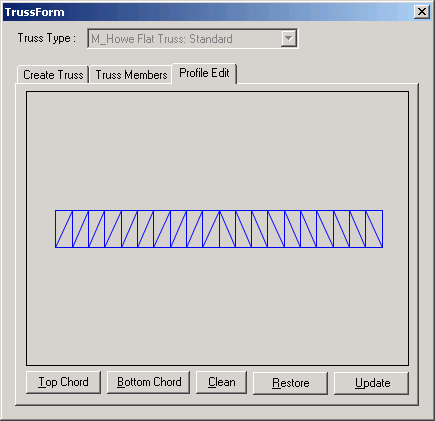 TrussForm
Truss Type : M_Howe Flat Truss: Standard
Create Truss Truss Members Profile Edit
Top Chord Bottom Chord Clean Restore Update